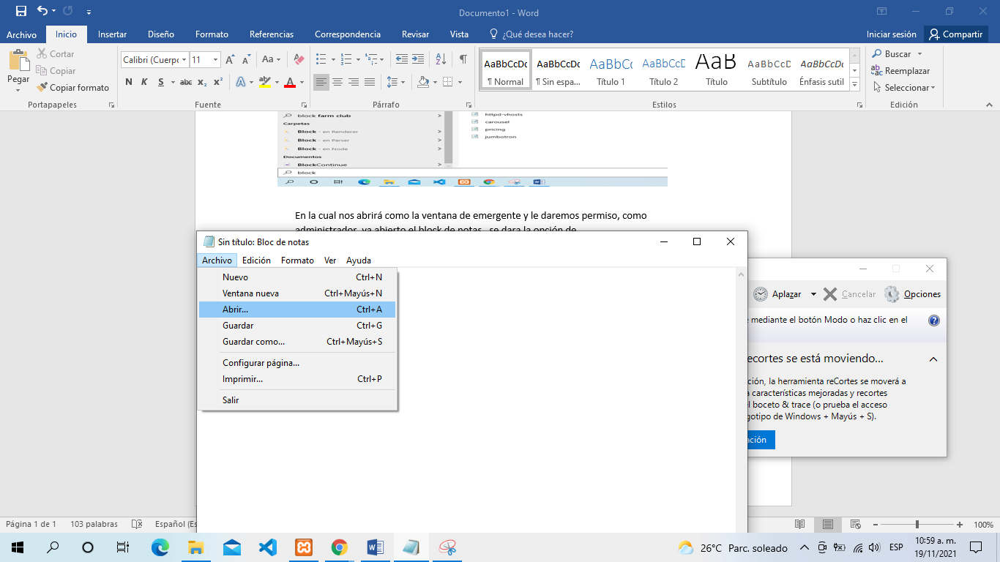 Documento1 - Word
Archivo Inicio Insertar Diseño Formato Referencias Correspondencia Revisar Vista ¿Qué desea hacer? Iniciar sesión Compartir
Pegar
Cortar
Copiar
Copiar formato
Portapapeles
Calibri (Cuerpo 11 Aa
N K S abc x₂ x² A ab A
Fuente
Párrafo
AaBbCcDc AaBbCcDc AaBbCc AaBbCcD AaB AaBbCcD AaBbCcDc
¶ Normal ¶ Sin espa... Título 1 Título 2 Título Subtítulo Énfasis sutil
Estilos
Buscar
Reemplazar
Seleccionar
Edición
block farm club
Carpetas
Block - en Renderer
Block - en Parser
Block - en Node
Documentos
BlockContinue
block
httpd-vhosts
carousel
pricing
jumbotron
En la cual nos abrirá como la ventana de emergente y le daremos permiso, como
administrador, ya abierto el block de notas, se dara la opción de
Sin título: Bloc de notas
Archivo Edición Formato Ver Ayuda
Nuevo Ctrl+N
Ventana nueva Ctrl+Mayús+N
Abrir... Ctrl+A
Guardar Ctrl+G
Guardar como... Ctrl+Mayús+S
Configurar página...
Imprimir... Ctrl+P
Salir
Aplazar Cancelar Opciones
mediante el botón Modo o haz clic en el
ecortes se está moviendo...
ción, la herramienta reCortes se moverá a
a características mejoradas y recortes
el boceto & trace (o prueba el acceso
gotipo de Windows + Mayús + S).
ación
Página 1 de 1 103 palabras Español (Es 100%
26°C Parc. soleado ESP 10:59 a. m.
19/11/2021